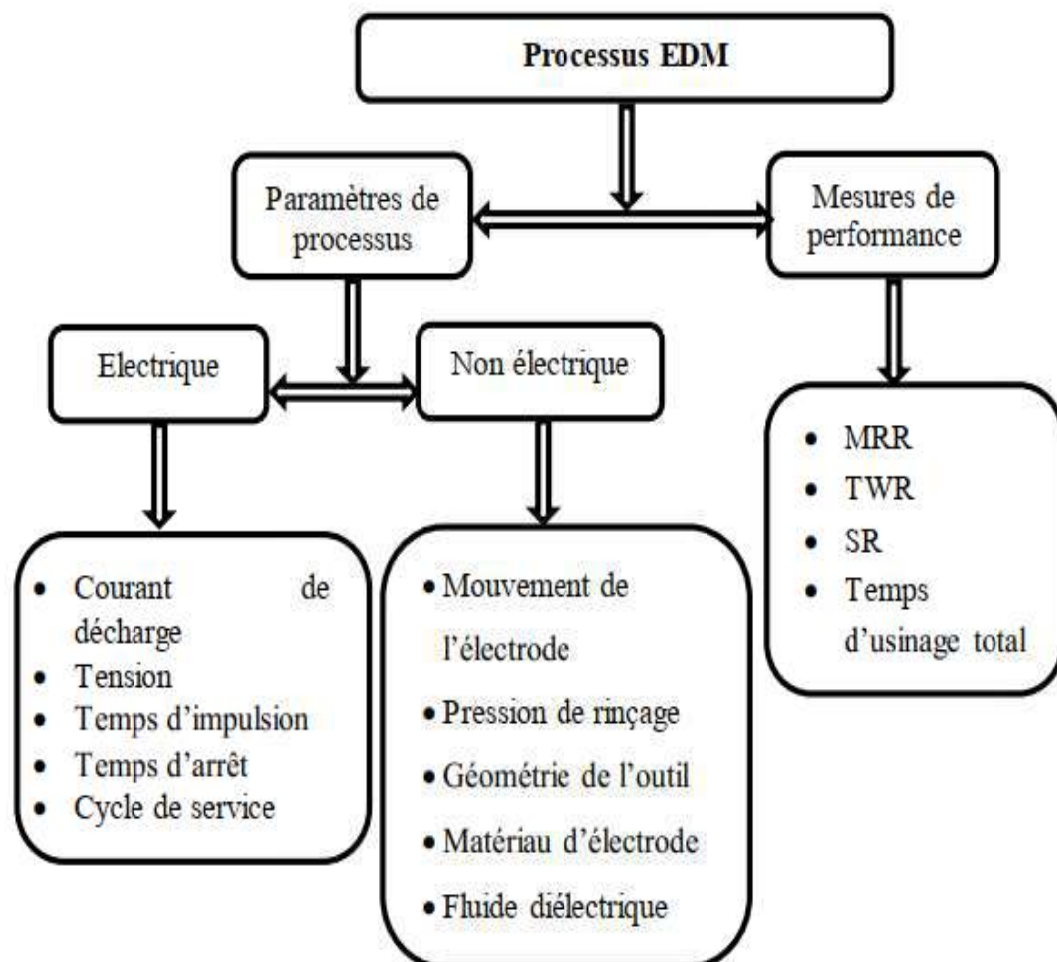 Processus EDM
Paramètres de
processus
Mesures de
performance
Electrique
Non électrique
• MRR
• TWR
• SR
• Temps
d’usinage total
• Courant de
décharge
• Tension
• Temps d’impulsion
• Temps d’arrêt
• Cycle de service
• Mouvement de
l’électrode
• Pression de rinçage
• Géométrie de l’outil
• Matériau d’électrode
• Fluide diélectrique